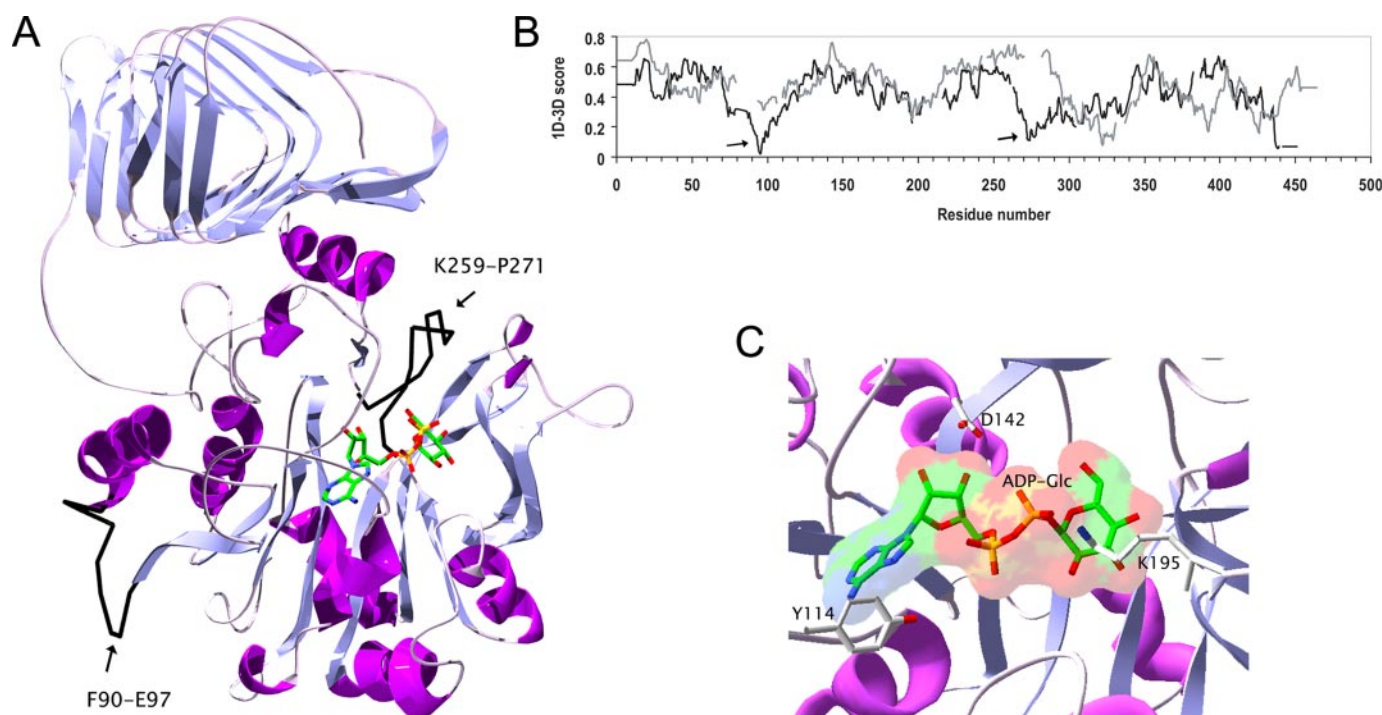 A
B
0.8
0.6
0.4
0.2
0
1D-3D score
0 50 100 150 200 250 300 350 400 450 500
Residue number
K259–P271
F90–E97
C
D142
ADP–Glc
K195
Y114